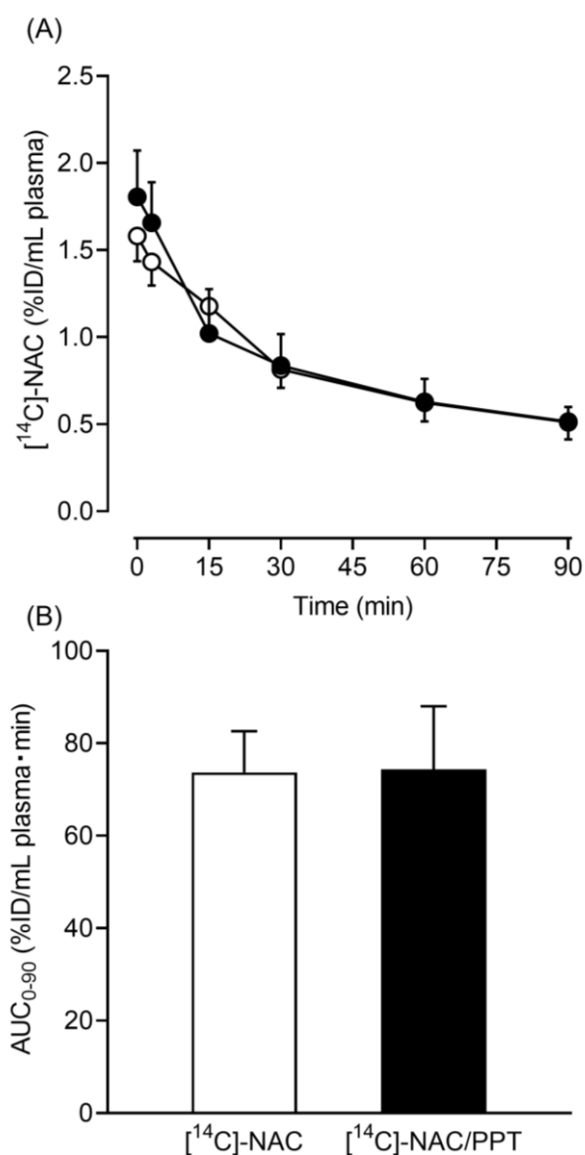 (A)
[¹⁴C]-NAC (%ID/mL plasma)
2.5
2.0
1.5
1.0
0.5
0.0
0 15 30 45 60 75 90
Time (min)
(B)
AUC₀₋₉₀ (%ID/mL plasma・min)
100
80
60
40
20
0
[¹⁴C]-NAC [¹⁴C]-NAC/PPT